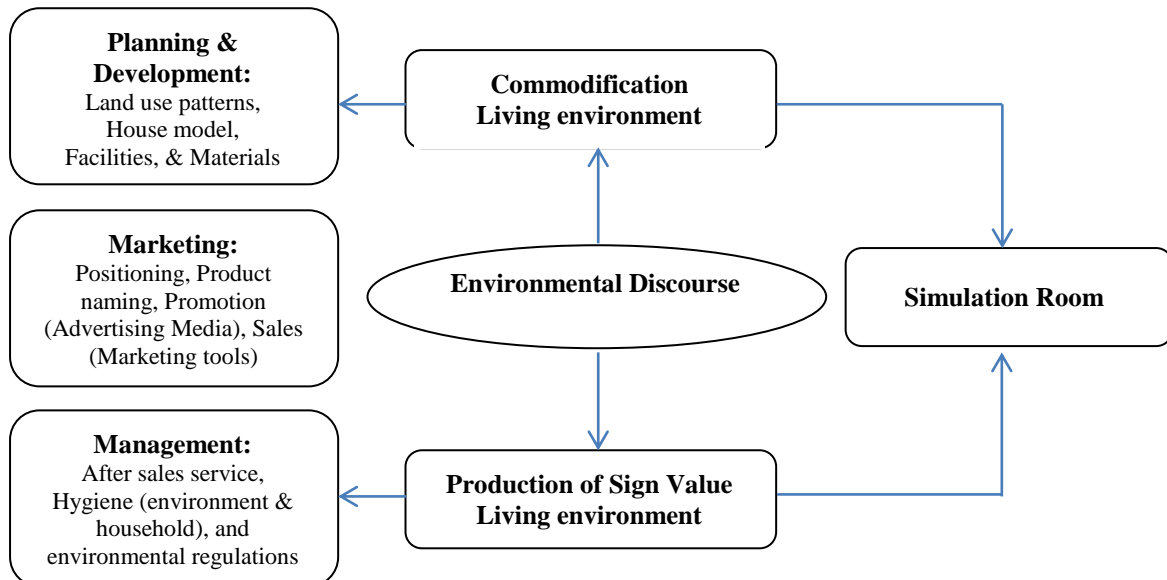 Planning &
Development:
Land use patterns,
House model,
Facilities, & Materials
Commodification
Living environment
Marketing:
Positioning, Product
naming, Promotion
(Advertising Media), Sales
(Marketing tools)
Environmental Discourse
Simulation Room
Management:
After sales service,
Hygiene (environment &
household), and
environmental regulations
Production of Sign Value
Living environment